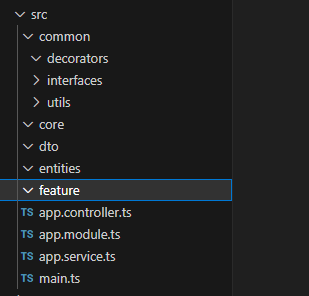 src
common
decorators
interfaces
utils
core
dto
entities
feature
TS app.controller.ts
TS app.module.ts
TS app.service.ts
TS main.ts